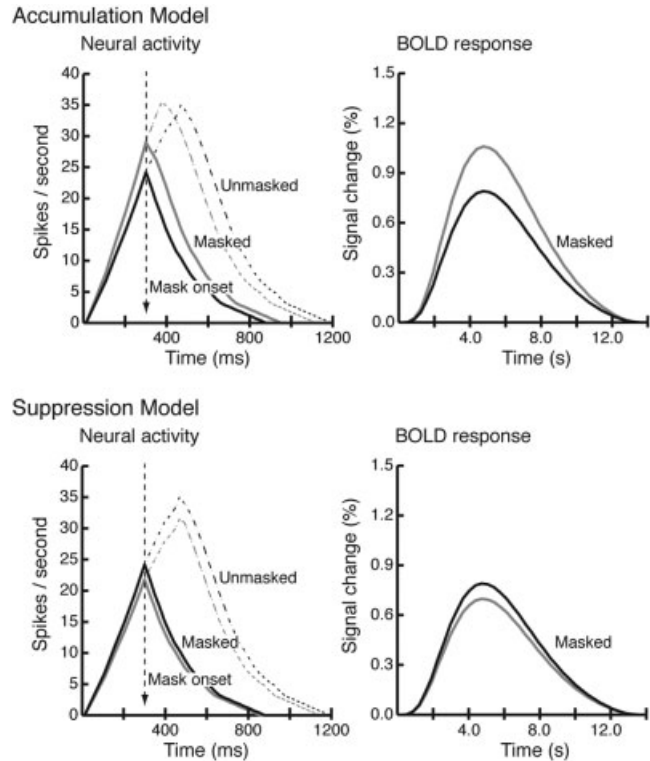 Accumulation Model
Neural activity
BOLD response
40
35
30
25
20
15
10
5
0
Spikes / second
Unmasked
Masked
Mask onset
400
800
1200
Time (ms)
1.5
1.2
0.9
0.6
0.3
0.0
Signal change (%)
Masked
4.0
8.0
12.0
Time (s)
Suppression Model
Neural activity
BOLD response
40
35
30
25
20
15
10
5
0
Spikes / second
Unmasked
Masked
Mask onset
400
800
1200
Time (ms)
1.5
1.2
0.9
0.6
0.3
0.0
Signal change (%)
Masked
4.0
8.0
12.0
Time (s)